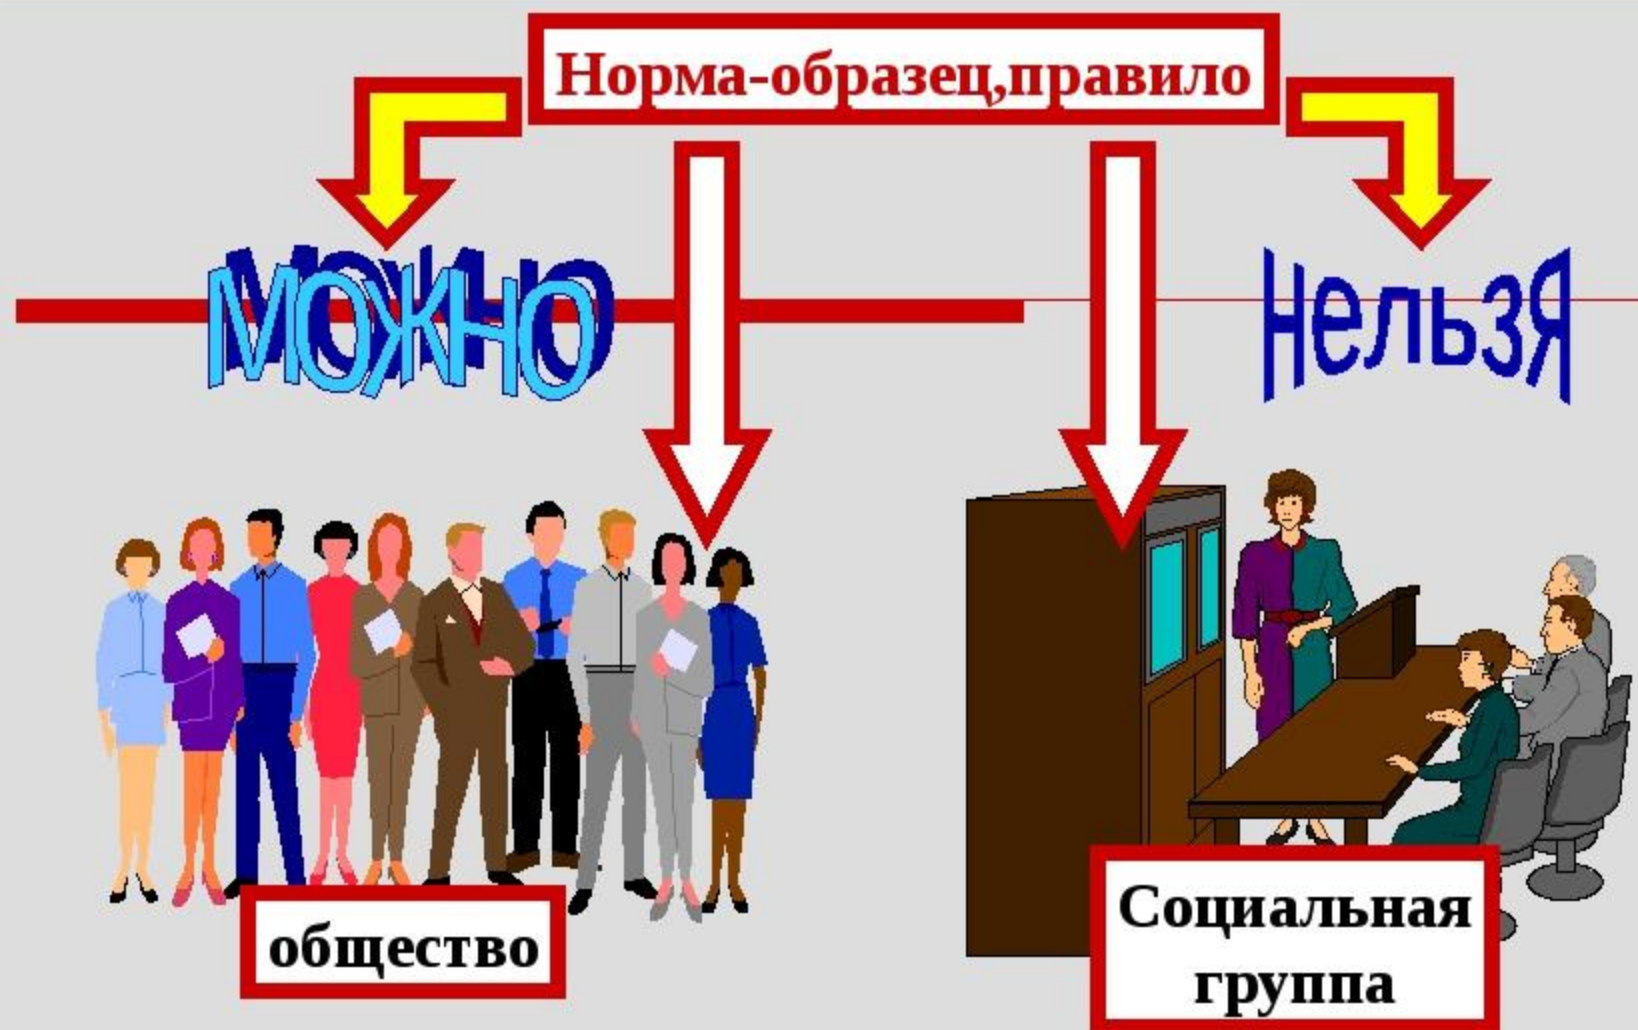 Норма-образец,правило
можно
нельзя
общество
Социальная
группа